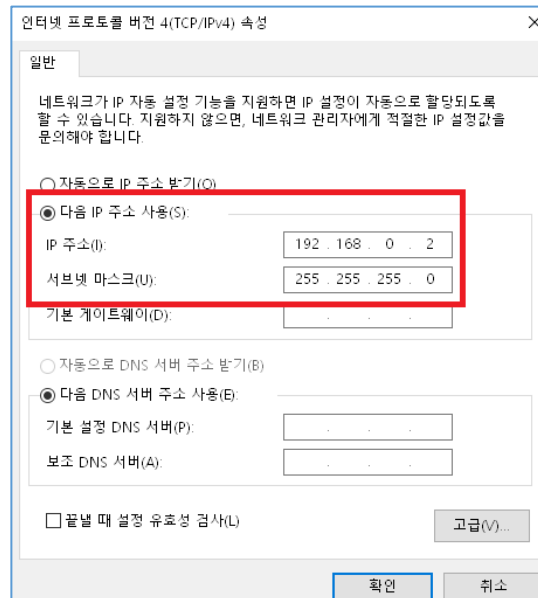 인터넷 프로토콜 버전 4(TCP/IPv4) 속성
일반
네트워크가 IP 자동 설정 기능을 지원하면 IP 설정이 자동으로 할당되도록
할 수 있습니다. 지원하지 않으면, 네트워크 관리자에게 적절한 IP 설정값을
문의해야 합니다.
자동으로 IP 주소 받기(O)
다음 IP 주소 사용(S):
IP 주소(I): 192 . 168 . 0 . 2
서브넷 마스크(U): 255 . 255 . 255 . 0
기본 게이트웨이(D): . . .
자동으로 DNS 서버 주소 받기(B)
다음 DNS 서버 주소 사용(E):
기본 설정 DNS 서버(P): . . .
보조 DNS 서버(A): . . .
끝낼 때 설정 유효성 검사(L)
고급(V)...
확인 취소